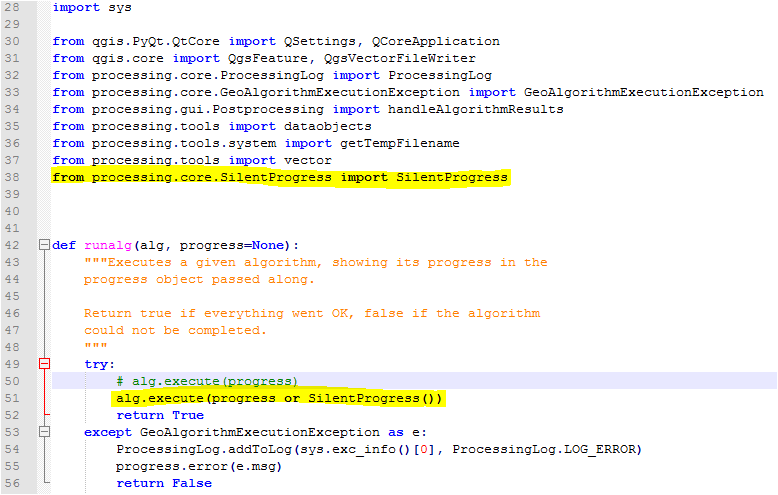 28 import sys
29
30 from qgis.PyQt.QtCore import QSettings, QCoreApplication
31 from qgis.core import QgsFeature, QgsVectorFileWriter
32 from processing.core.ProcessingLog import ProcessingLog
33 from processing.core.GeoAlgorithmExecutionException import GeoAlgorithmExecutionException
34 from processing.gui.Postprocessing import handleAlgorithmResults
35 from processing.tools import dataobjects
36 from processing.tools.system import getTempFilename
37 from processing.tools import vector
38 from processing.core.SilentProgress import SilentProgress
39
40
41
42 def runalg(alg, progress=None):
43     """Executes a given algorithm, showing its progress in the
44     progress object passed along.
45
46     Return true if everything went OK, false if the algorithm
47     could not be completed.
48     """
49     try:
50         # alg.execute(progress)
51         alg.execute(progress or SilentProgress())
52         return True
53     except GeoAlgorithmExecutionException as e:
54         ProcessingLog.addToLog(sys.exc_info()[0], ProcessingLog.LOG_ERROR)
55         progress.error(e.msg)
56         return False